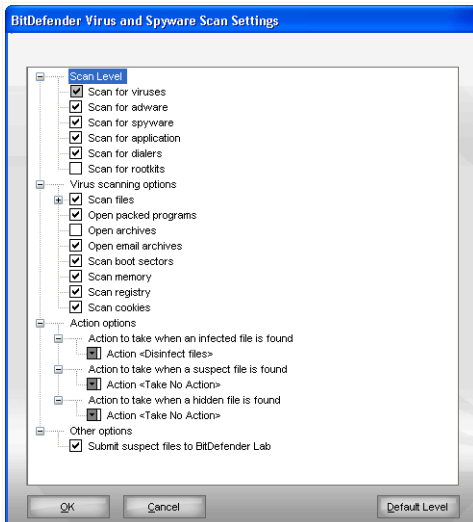 BitDefender Virus and Spyware Scan Settings
Scan Level
Scan for viruses
Scan for adware
Scan for spyware
Scan for application
Scan for dialers
Scan for rootkits
Virus scanning options
Scan files
Open packed programs
Open archives
Open email archives
Scan boot sectors
Scan memory
Scan registry
Scan cookies
Action options
Action to take when an infected file is found
Action <Disinfect files>
Action to take when a suspect file is found
Action <Take No Action>
Action to take when a hidden file is found
Action <Take No Action>
Other options
Submit suspect files to BitDefender Lab
OK Cancel Default Level